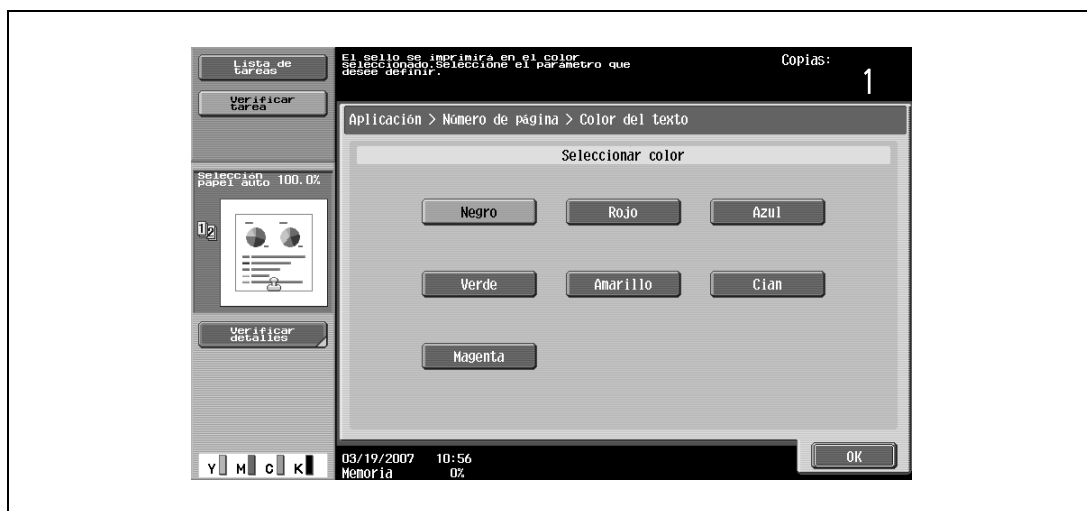 Lista de
tareas
Verificar
tarea
El sello se imprimirá en el color
seleccionado.Seleccione el parámetro que
desee definir.
Copias:
1
Aplicación > Número de página > Color del texto
Seleccionar color
Selección
papel auto 100.0%
1 2
Negro
Rojo
Azul
Verde
Amarillo
Cian
Magenta
Verificar
detalles
Y M C K
03/19/2007 10:56
Memoria 0%
OK